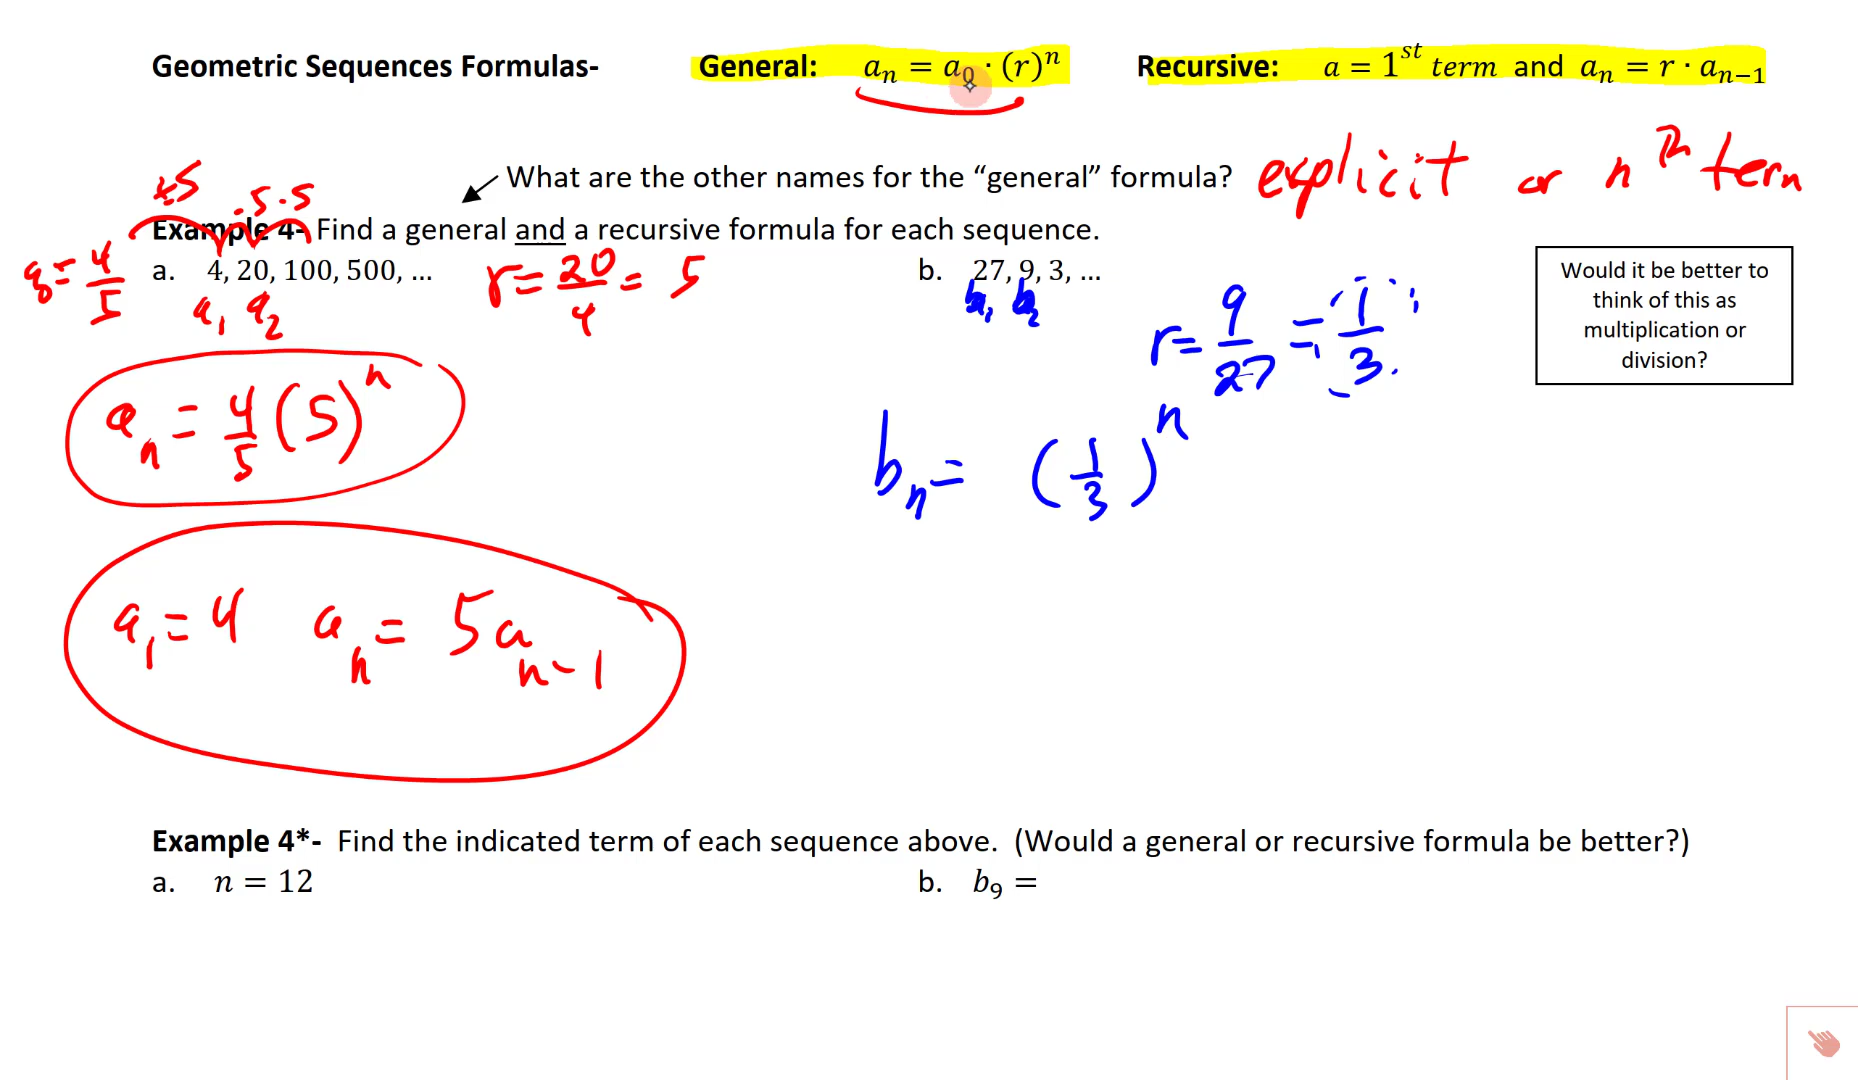 Geometric Sequences Formulas- General: aₙ = a₀ · (r)ⁿ Recursive: a = 1ˢᵗ term and aₙ = r · aₙ₋₁
What are the other names for the “general” formula? explicit or nᵗʰ term
÷5 ·5 ·5
Example 4- Find a general and a recursive formula for each sequence.
a. 4, 20, 100, 500, ... r = 20/4 = 5
a₀ = 4/5
a₁ a₂
b. 27, 9, 3, ...
b₁ b₂
r = 9/27 = 1/3
Would it be better to
think of this as
multiplication or
division?
aₙ = 4/5 (5)ⁿ
bₙ = (1/3)ⁿ
a₁ = 4 aₙ = 5aₙ₋₁
Example 4*- Find the indicated term of each sequence above. (Would a general or recursive formula be better?)
a. n = 12
b. b₉ =